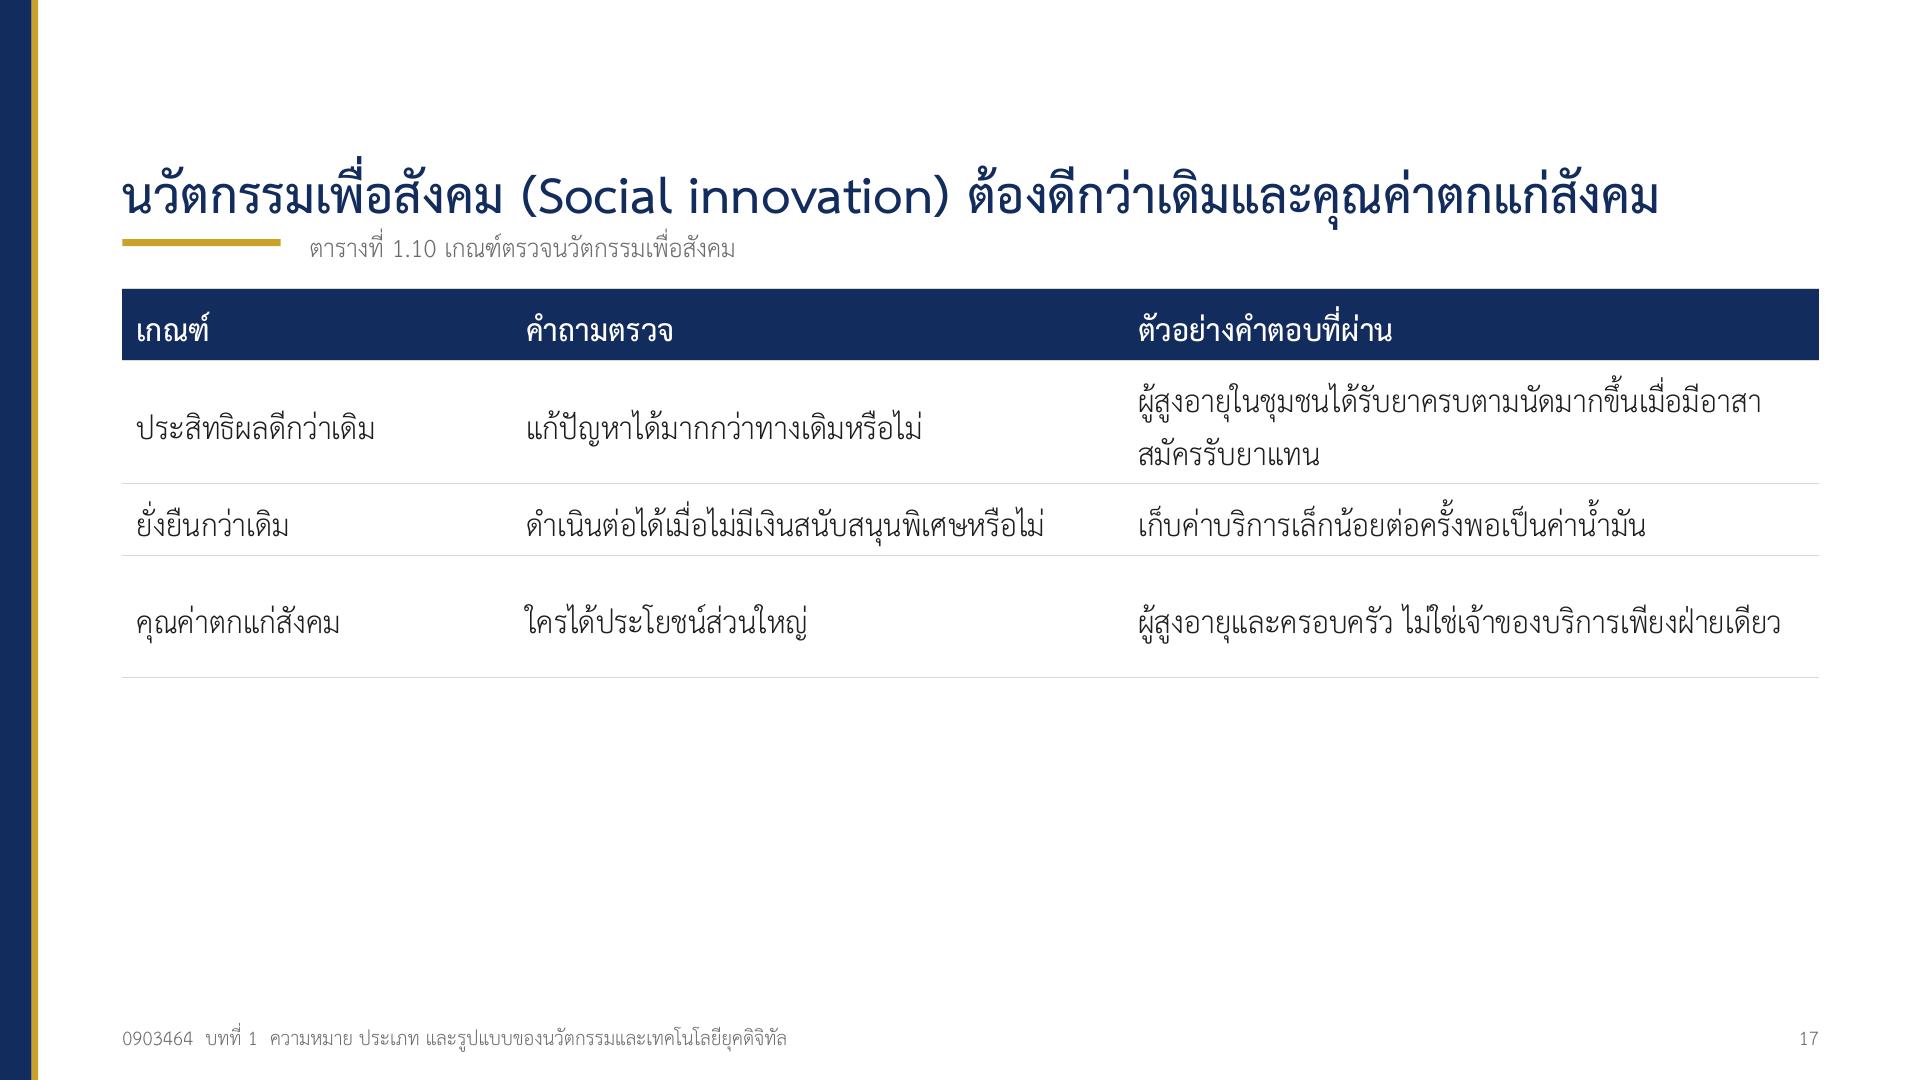 นวัตกรรมเพื่อสังคม (Social innovation) ต้องดีกว่าเดิมและคุณค่าตกแก่สังคม
ตารางที่ 1.10 เกณฑ์ตรวจนวัตกรรมเพื่อสังคม
เกณฑ์ คำถามตรวจ ตัวอย่างคำตอบที่ผ่าน
ประสิทธิผลดีกว่าเดิม แก้ปัญหาได้มากกว่าทางเดิมหรือไม่ ผู้สูงอายุในชุมชนได้รับยาครบตามนัดมากขึ้นเมื่อมีอาสา
สมัครรับยาแทน
ยั่งยืนกว่าเดิม ดำเนินต่อได้เมื่อไม่มีเงินสนับสนุนพิเศษหรือไม่ เก็บค่าบริการเล็กน้อยต่อครั้งพอเป็นค่าน้ำมัน
คุณค่าตกแก่สังคม ใครได้ประโยชน์ส่วนใหญ่ ผู้สูงอายุและครอบครัว ไม่ใช่เจ้าของบริการเพียงฝ่ายเดียว
0903464 บทที่ 1 ความหมาย ประเภท และรูปแบบของนวัตกรรมและเทคโนโลยียุคดิจิทัล 17